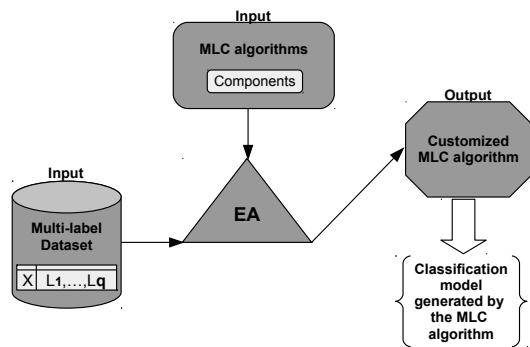 Input
MLC algorithms
Components
Output
Customized
MLC algorithm
Input
Multi-label
Dataset
X L1,...,Lq
EA
Classification
model
generated by
the MLC
algorithm